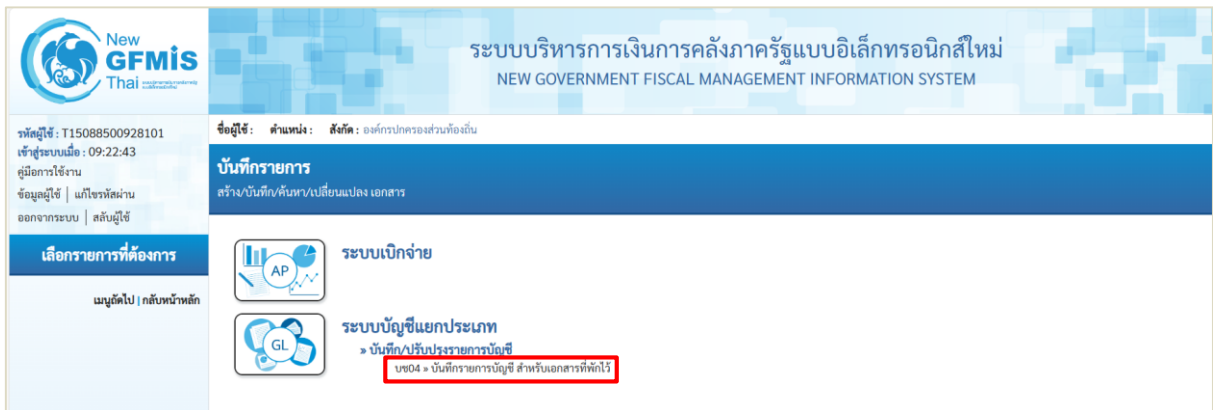 New
GFMIS
Thai
ระบบบริหารการเงินการคลังภาครัฐแบบอิเล็กทรอนิกส์ใหม่
NEW GOVERNMENT FISCAL MANAGEMENT INFORMATION SYSTEM
รหัสผู้ใช้ : T15088500928101
เข้าสู่ระบบเมื่อ : 09:22:43
คู่มือการใช้งาน
ข้อมูลผู้ใช้ | แก้ไขรหัสผ่าน
ออกจากระบบ | สลับผู้ใช้
เลือกรายการที่ต้องการ
เมนูถัดไป | กลับหน้าหลัก
ชื่อผู้ใช้ : ตำแหน่ง : สังกัด : องค์กรปกครองส่วนท้องถิ่น
บันทึกรายการ
สร้าง/บันทึก/ค้นหา/เปลี่ยนแปลง เอกสาร
AP
ระบบเบิกจ่าย
GL
ระบบบัญชีแยกประเภท
» บันทึก/ปรับปรุงรายการบัญชี
บช04 » บันทึกรายการบัญชี สำหรับเอกสารที่พักไว้